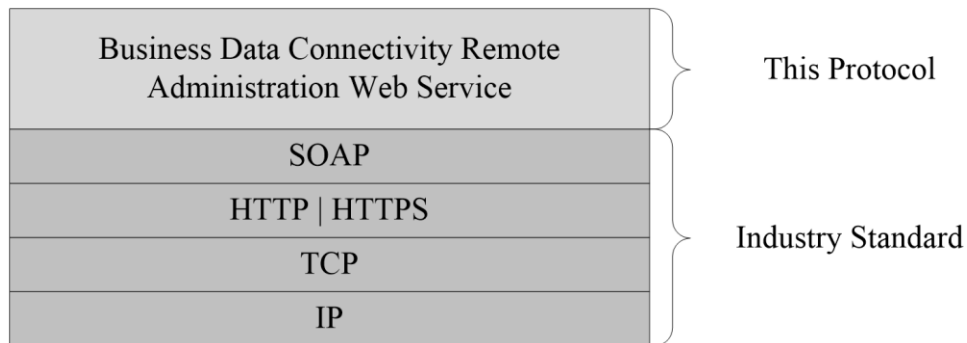 Business Data Connectivity Remote
Administration Web Service
This Protocol
SOAP
HTTP | HTTPS
TCP
IP
Industry Standard